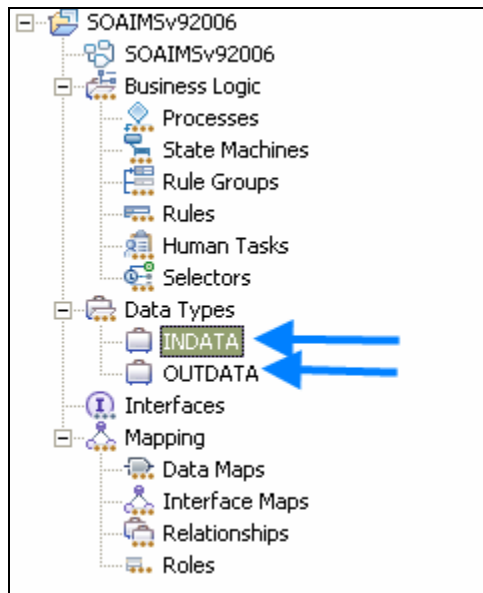 SOAIMSv92006
SOAIMSv92006
Business Logic
Processes
State Machines
Rule Groups
Rules
Human Tasks
Selectors
Data Types
INDATA
OUTDATA
Interfaces
Mapping
Data Maps
Interface Maps
Relationships
Roles